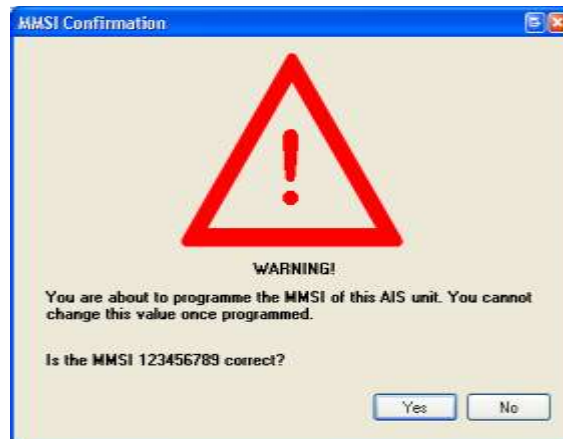 MMSI Confirmation
WARNING!
You are about to programme the MMSI of this AIS unit. You cannot
change this value once programmed.
Is the MMSI 123456789 correct?
Yes No